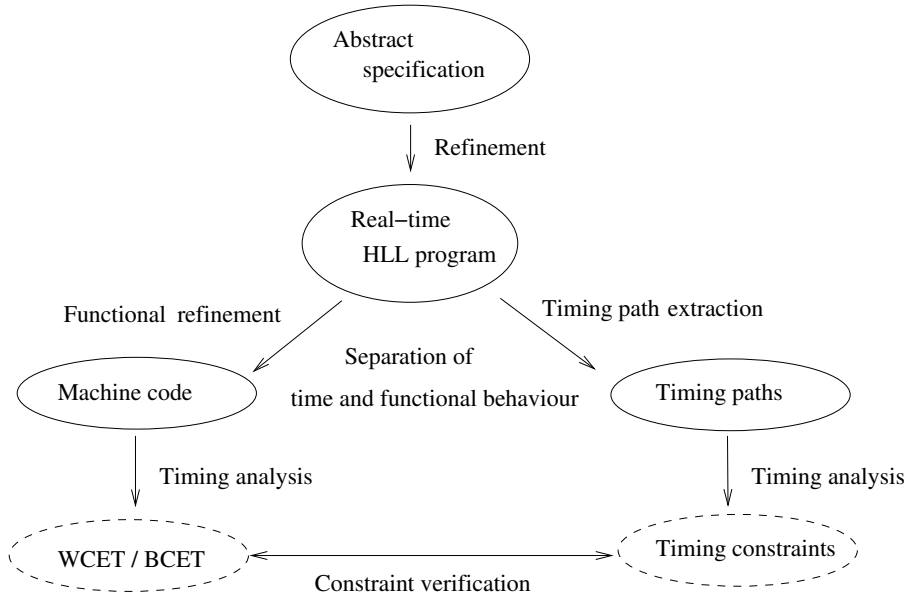 Abstract
specification
Refinement
Real−time
HLL program
Functional refinement
Timing path extraction
Separation of
time and functional behaviour
Machine code
Timing paths
Timing analysis
Timing analysis
WCET / BCET
Timing constraints
Constraint verification